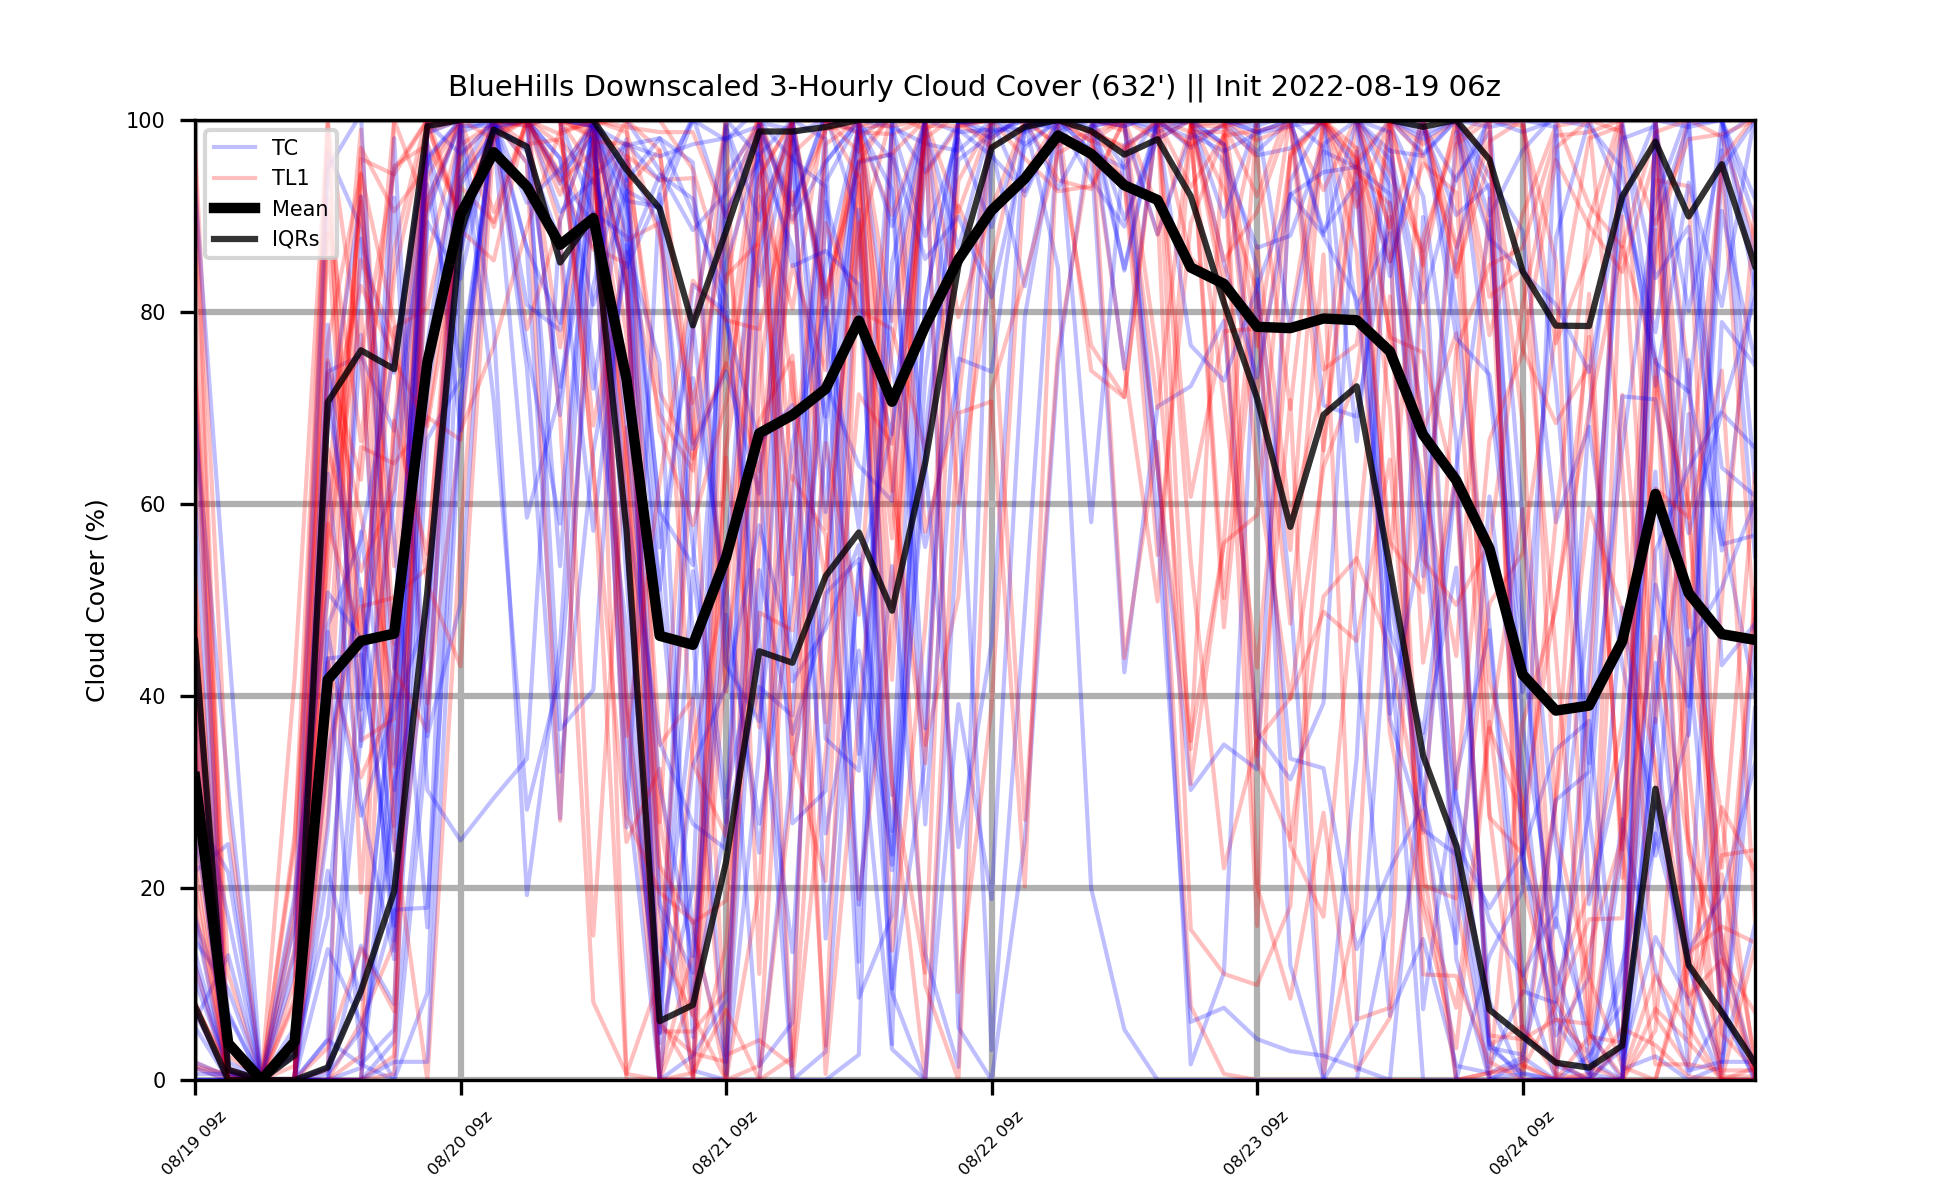 BlueHills Downscaled 3-Hourly Cloud Cover (632') || Init 2022-08-19 06z
TC
TL1
Mean
IQRs
Cloud Cover (%)
100
80
60
40
20
0
08/19 09z
08/20 09z
08/21 09z
08/22 09z
08/23 09z
08/24 09z